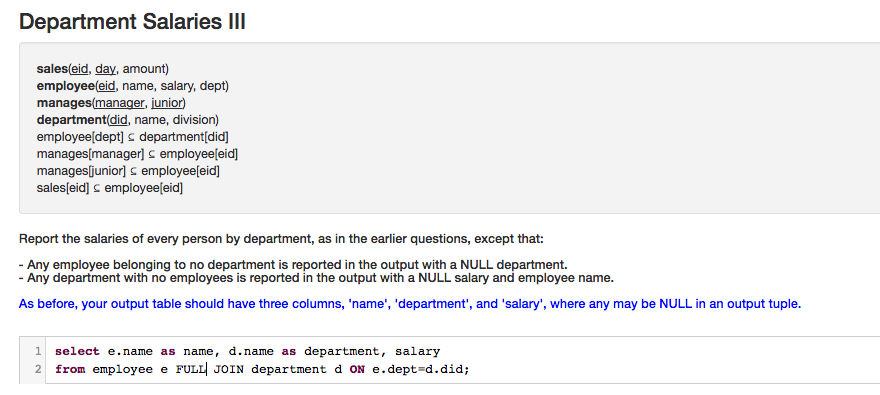 Department Salaries III
sales(eid, day, amount)
employee(eid, name, salary, dept)
manages(manager, junior)
department(did, name, division)
employee[dept] ⊆ department[did]
manages[manager] ⊆ employee[eid]
manages[junior] ⊆ employee[eid]
sales[eid] ⊆ employee[eid]
Report the salaries of every person by department, as in the earlier questions, except that:
- Any employee belonging to no department is reported in the output with a NULL department.
- Any department with no employees is reported in the output with a NULL salary and employee name.
As before, your output table should have three columns, 'name', 'department', and 'salary', where any may be NULL in an output tuple.
1 select e.name as name, d.name as department, salary
2 from employee e FULL JOIN department d ON e.dept=d.did;